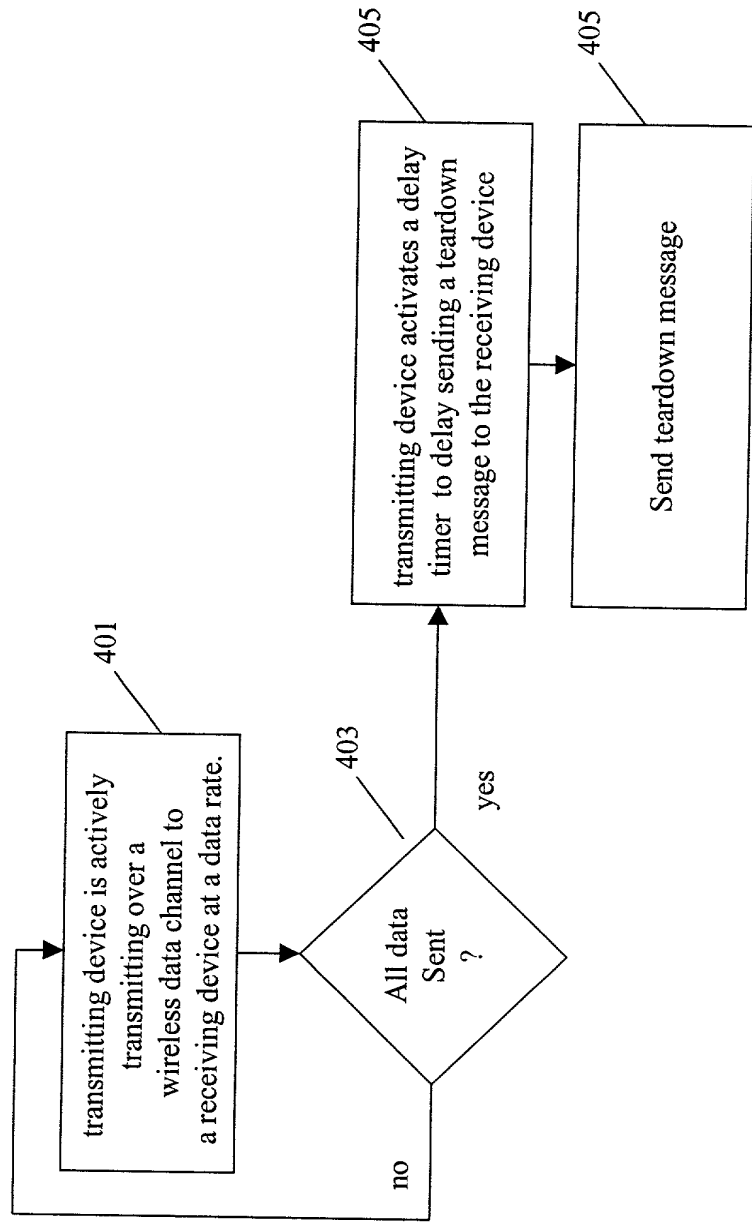 401
transmitting device is actively
transmitting over a
wireless data channel to
a receiving device at a data rate.
403
All data
Sent
?
no
yes
405
transmitting device activates a delay
timer to delay sending a teardown
message to the receiving device
405
Send teardown message